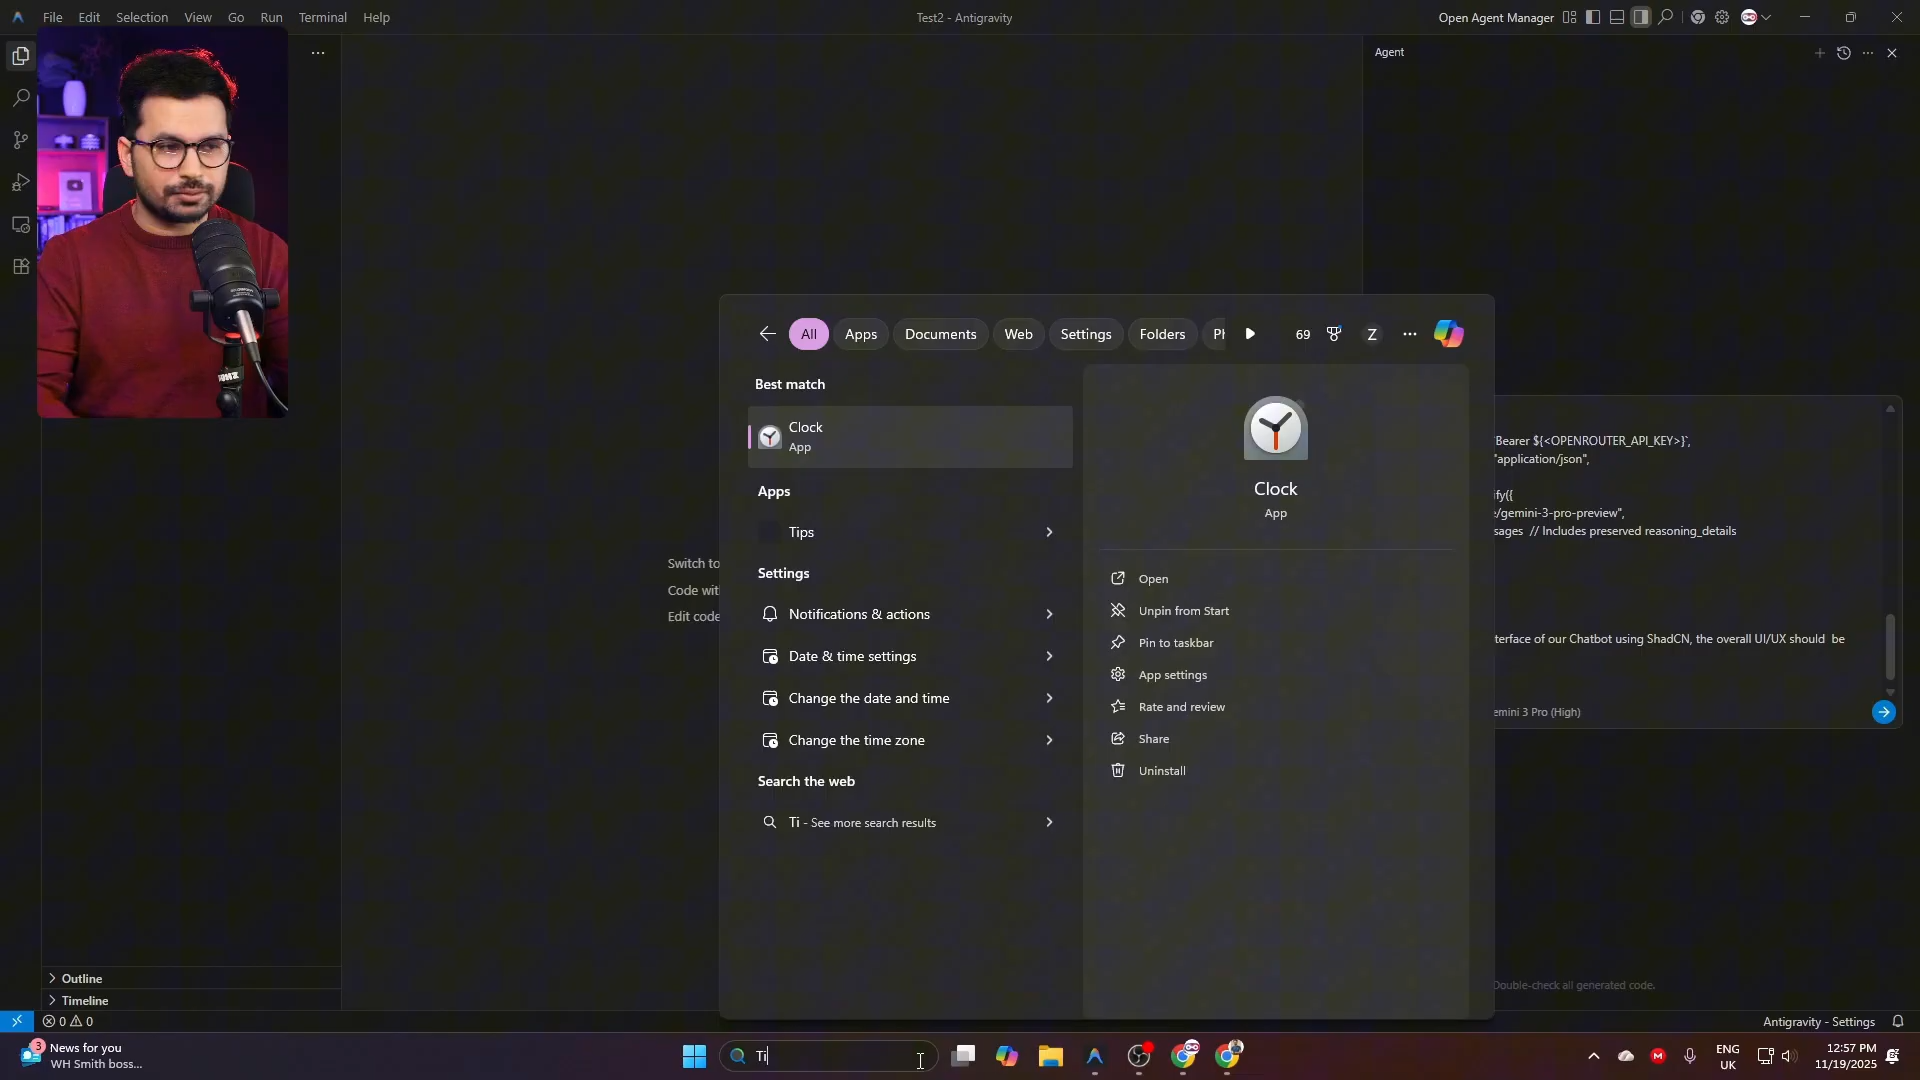 File Edit Selection View Go Run Terminal Help
Test2 - Antigravity
Open Agent Manager
Agent
All Apps Documents Web Settings Folders Ph
69
Z
Best match
Clock
App
Apps
Tips
Settings
Notifications & actions
Date & time settings
Change the date and time
Change the time zone
Search the web
Ti - See more search results
Clock
App
Open
Unpin from Start
Pin to taskbar
App settings
Rate and review
Share
Uninstall
Switch to
Code wit
Edit code
Bearer ${<OPENROUTER_API_KEY>}`,
"application/json",
ify({
e/gemini-3-pro-preview",
sages // Includes preserved reasoning_details
terface of our Chatbot using ShadCN, the overall UI/UX should be
emini 3 Pro (High)
Double-check all generated code.
Outline
Timeline
0 0
Antigravity - Settings
3
News for you
WH Smith boss...
Ti
M
ENG
UK
12:57 PM
11/19/2025